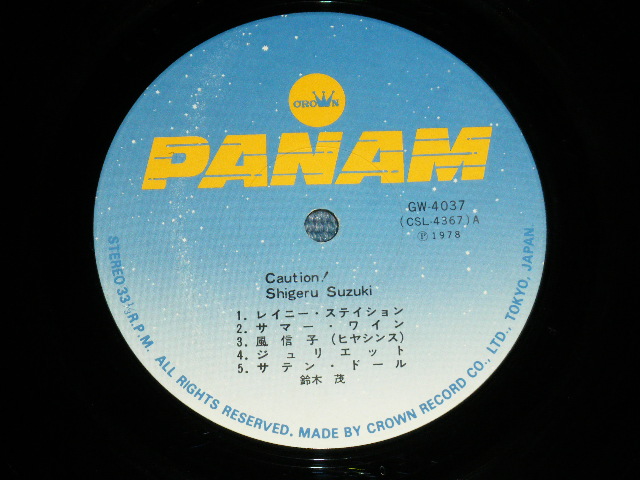 CROWN
PANAM
GW-4037
(CSL-4367)A
Ⓟ1978
Caution!
Shigeru Suzuki
1. レイニー・ステイション
2. サマー・ワイン
3. 風信子(ヒヤシンス)
4. ジュリエット
5. サテン・ドール
鈴木 茂
STEREO 33⅓R.P.M. ALL RIGHTS RESERVED. MADE BY CROWN RECORD CO., LTD., TOKYO, JAPAN.